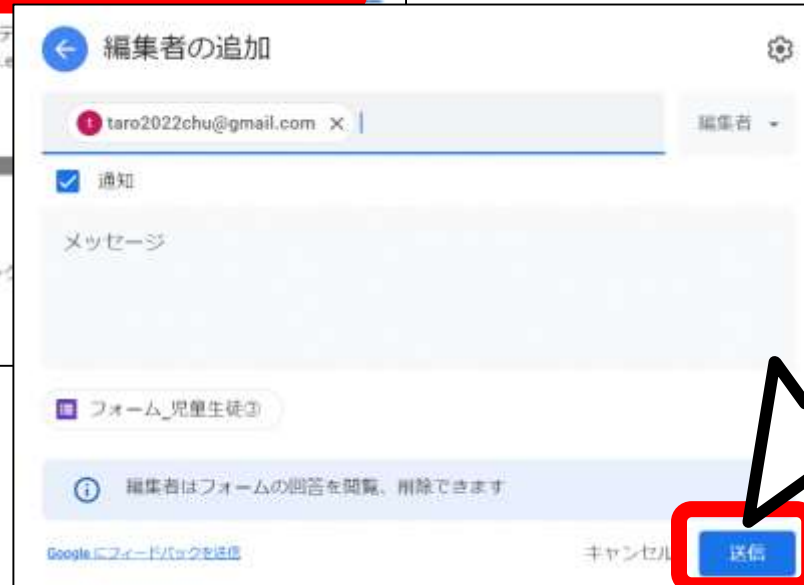 編集者の追加
t taro2022chu@gmail.com ×
編集者
通知
メッセージ
フォーム_児童生徒③
編集者はフォームの回答を閲覧、削除できます
Google にフィードバックを送信
キャンセル
送信